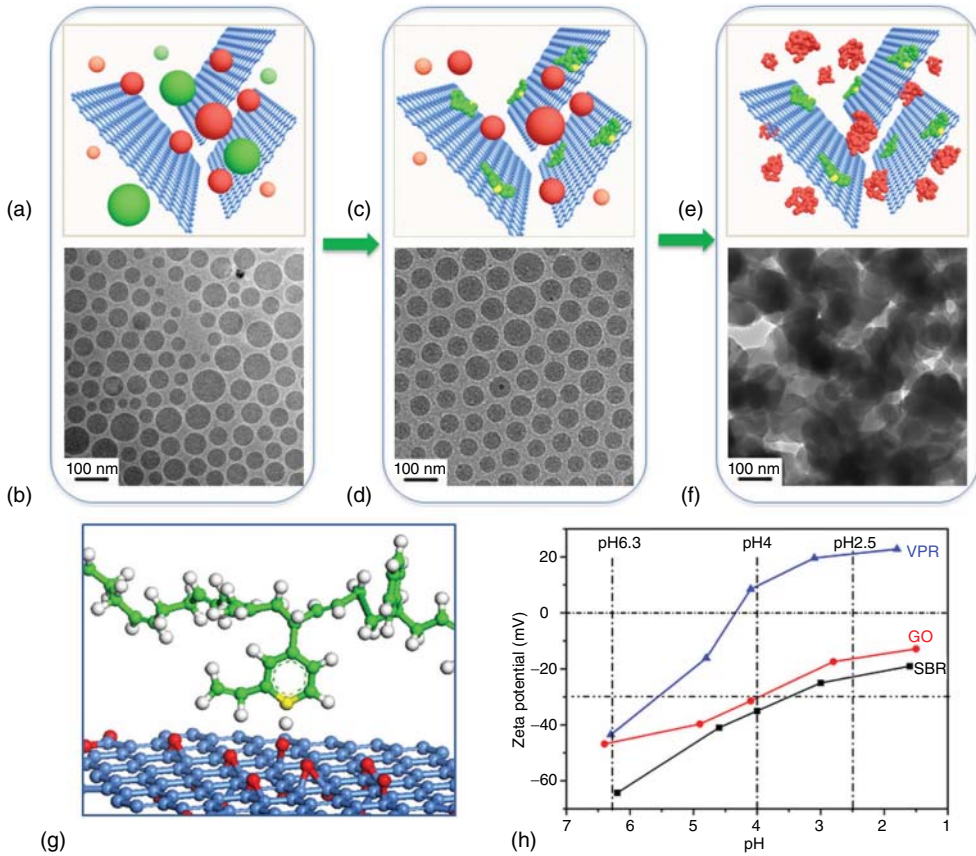 (a)
(c)
(e)
100 nm
100 nm
100 nm
(b)
(d)
(f)
(g)
pH6.3
pH4
pH2.5
VPR
GO
SBR
20
0
−20
−40
−60
Zeta potential (mV)
7
6
5
4
3
2
1
pH
(h)